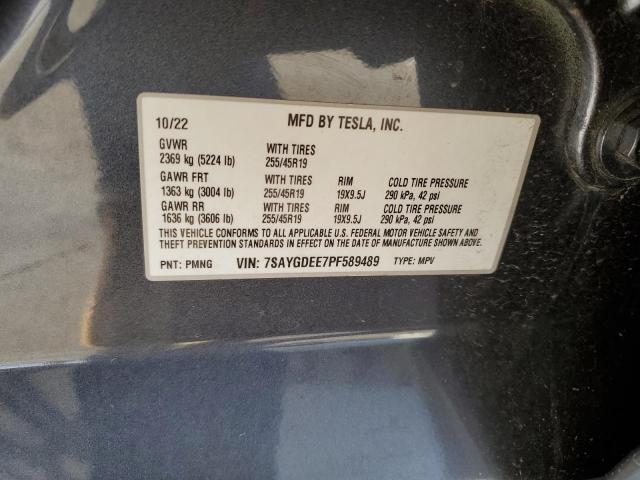 10/22 MFD BY TESLA, INC.
GVWR WITH TIRES
2369 kg (5224 lb) 255/45R19
GAWR FRT WITH TIRES RIM COLD TIRE PRESSURE
1363 kg (3004 lb) 255/45R19 19X9.5J 290 kPa, 42 psi
GAWR RR WITH TIRES RIM COLD TIRE PRESSURE
1636 kg (3606 lb) 255/45R19 19X9.5J 290 kPa, 42 psi
THIS VEHICLE CONFORMS TO ALL APPLICABLE U.S. FEDERAL MOTOR VEHICLE SAFETY AND
THEFT PREVENTION STANDARDS IN EFFECT ON THE DATE OF MANUFACTURE SHOWN ABOVE.
PNT: PMNG VIN: 7SAYGDEE7PF589489 TYPE: MPV